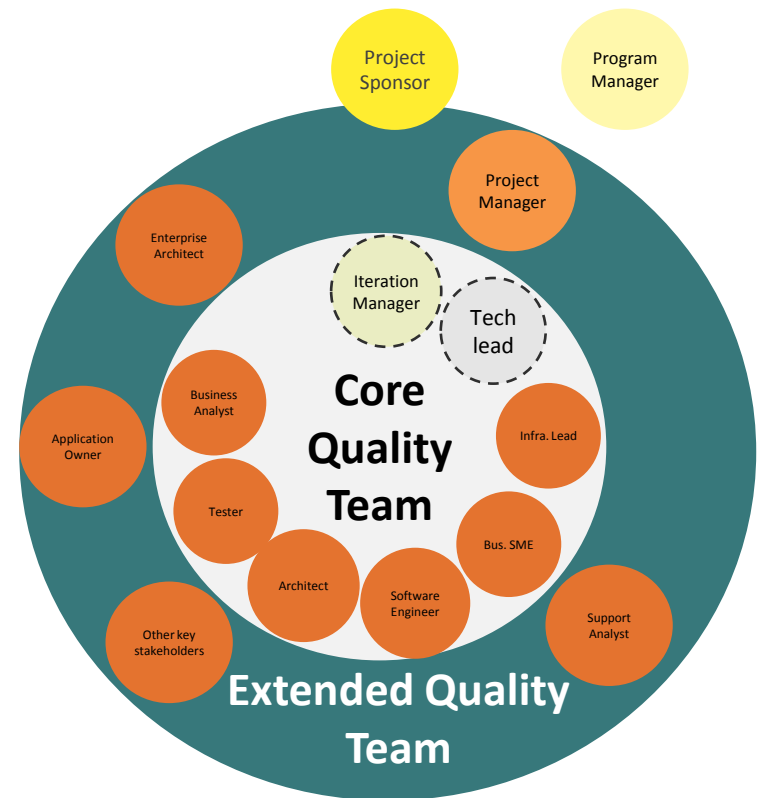 Project
Sponsor
Program
Manager
Project
Manager
Enterprise
Architect
Iteration
Manager
Tech
lead
Core
Quality
Team
Business
Analyst
Infra. Lead
Application
Owner
Tester
Bus. SME
Architect
Software
Engineer
Other key
stakeholders
Support
Analyst
Extended Quality
Team